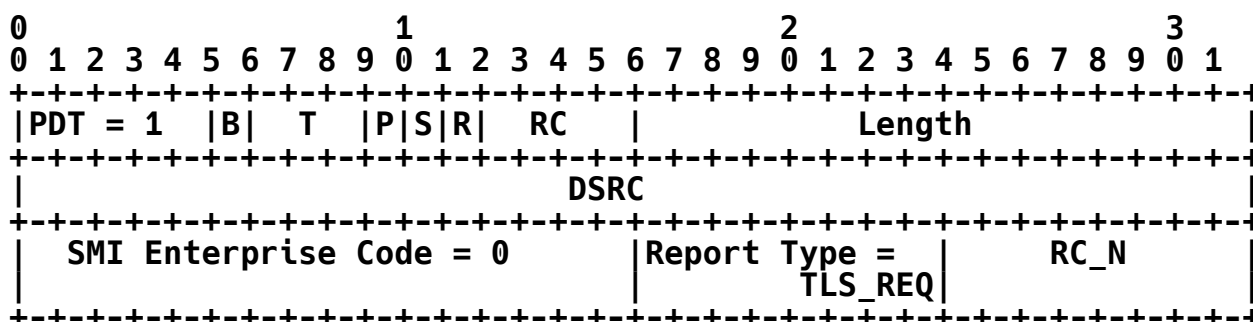 0                   1                   2                   3
0 1 2 3 4 5 6 7 8 9 0 1 2 3 4 5 6 7 8 9 0 1 2 3 4 5 6 7 8 9 0 1
+-+-+-+-+-+-+-+-+-+-+-+-+-+-+-+-+-+-+-+-+-+-+-+-+-+-+-+-+-+-+-+-+
|PDT = 1  |B|  T  |P|S|R|  RC   |           Length              |
+-+-+-+-+-+-+-+-+-+-+-+-+-+-+-+-+-+-+-+-+-+-+-+-+-+-+-+-+-+-+-+-+
|                            DSRC                               |
+-+-+-+-+-+-+-+-+-+-+-+-+-+-+-+-+-+-+-+-+-+-+-+-+-+-+-+-+-+-+-+-+
|  SMI Enterprise Code = 0      |Report Type =  |     RC_N      |
|                               |       TLS_REQ|               |
+-+-+-+-+-+-+-+-+-+-+-+-+-+-+-+-+-+-+-+-+-+-+-+-+-+-+-+-+-+-+-+-+